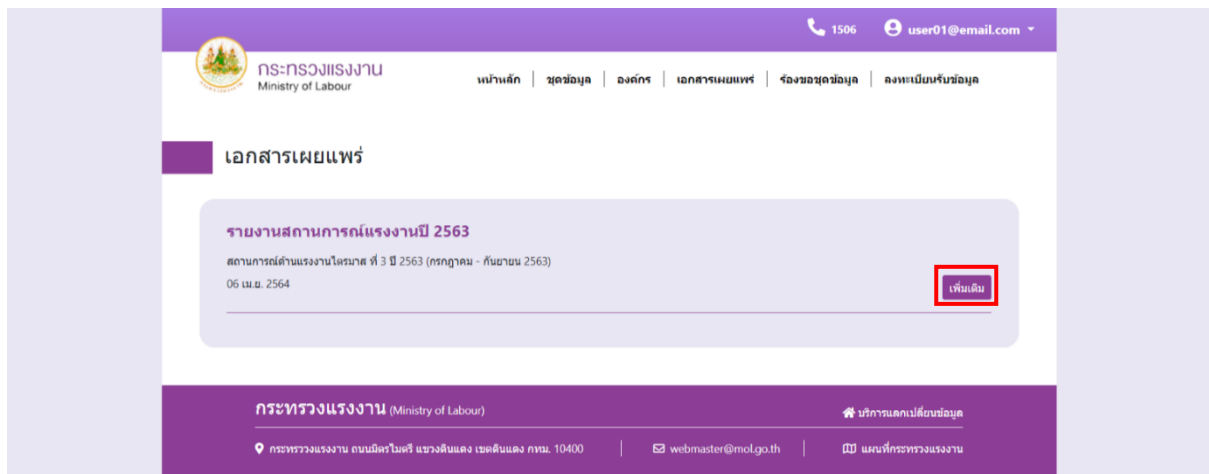 1506 user01@email.com
กระทรวงแรงงาน
Ministry of Labour
หน้าหลัก ชุดข้อมูล องค์กร เอกสารเผยแพร่ ร้องขอชุดข้อมูล ลงทะเบียนรับข้อมูล
เอกสารเผยแพร่
รายงานสถานการณ์แรงงานปี 2563
สถานการณ์ด้านแรงงานไตรมาส ที่ 3 ปี 2563 (กรกฎาคม - กันยายน 2563)
06 เม.ย. 2564
เพิ่มเติม
กระทรวงแรงงาน (Ministry of Labour)
บริการแลกเปลี่ยนข้อมูล
กระทรววงแรงงาน ถนนมิตรไมตรี แขวงดินแดง เขตดินแดง กทม. 10400 webmaster@mol.go.th แผนที่กระทรวงแรงงาน